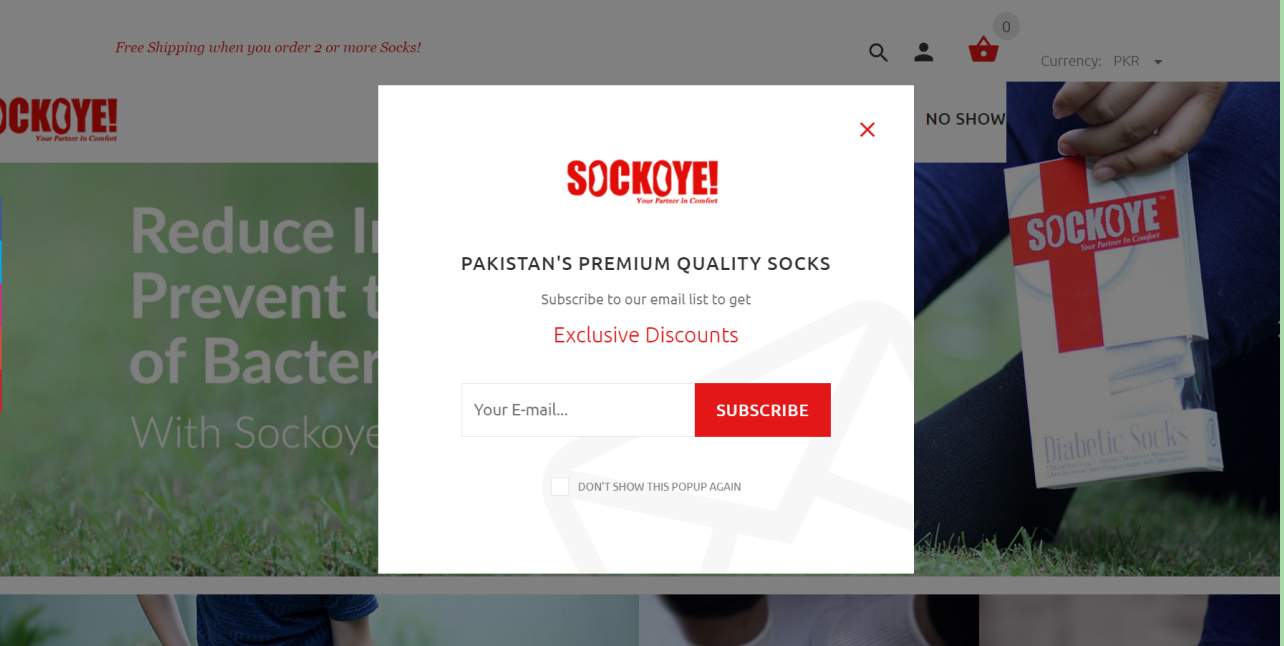 Free Shipping when you order 2 or more Socks!
0
Currency: PKR
SOCKOYE!
Your Partner In Comfort
NO SHOW
SOCKOYE!
Your Partner In Comfort
PAKISTAN'S PREMIUM QUALITY SOCKS
Subscribe to our email list to get
Exclusive Discounts
Your E-mail...
SUBSCRIBE
DON'T SHOW THIS POPUP AGAIN
Reduce
Prevent
of Bacter
With Sockoye
SOCKOYE
Your Partner In Comfort
Diabetic Socks